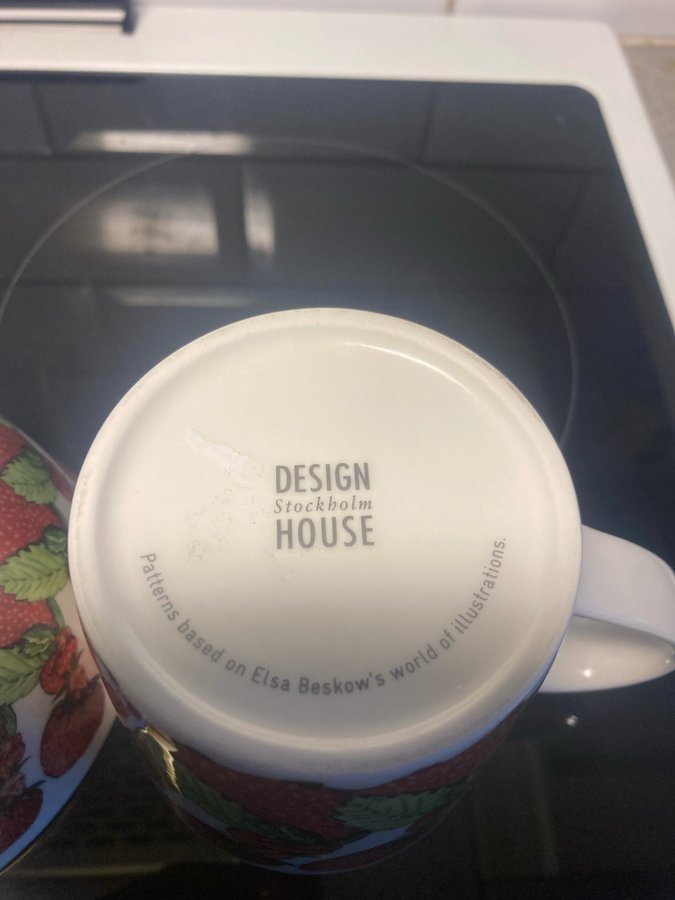 DESIGN
Stockholm
HOUSE
Patterns based on Elsa Beskow's world of illustrations.